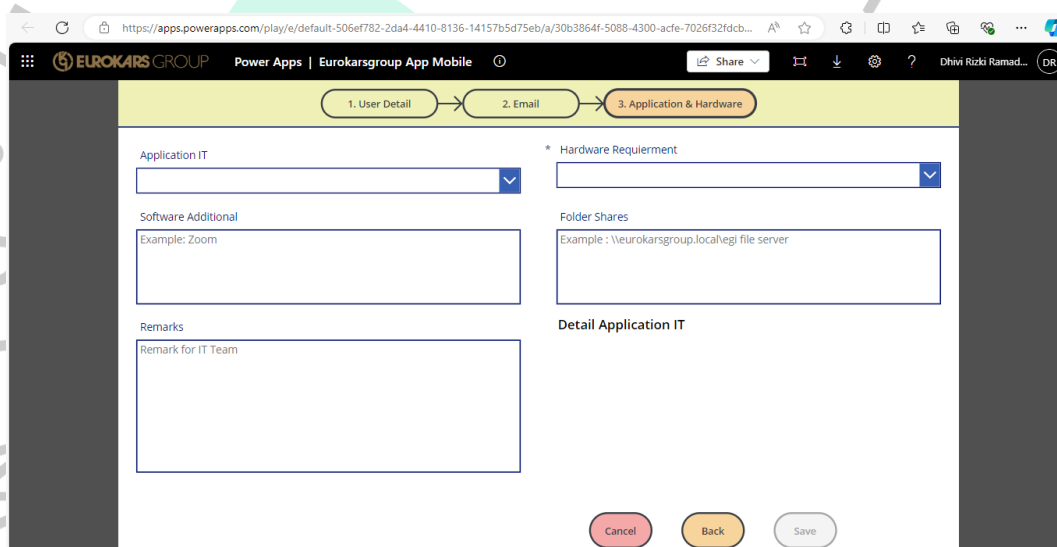 https://apps.powerapps.com/play/e/default-506ef782-2da4-4410-8136-14157b5d75eb/a/30b3864f-5088-4300-acfe-7026f32fdcb...
EUROKARS GROUP Power Apps | Eurokarsgroup App Mobile Share ? Dhivi Rizki Ramad... DR
1. User Detail 2. Email 3. Application & Hardware
Application IT
* Hardware Requierment
Software Additional
Example: Zoom
Folder Shares
Example : \\eurokarsgroup.local\egi file server
Remarks
Remark for IT Team
Detail Application IT
Cancel Back Save